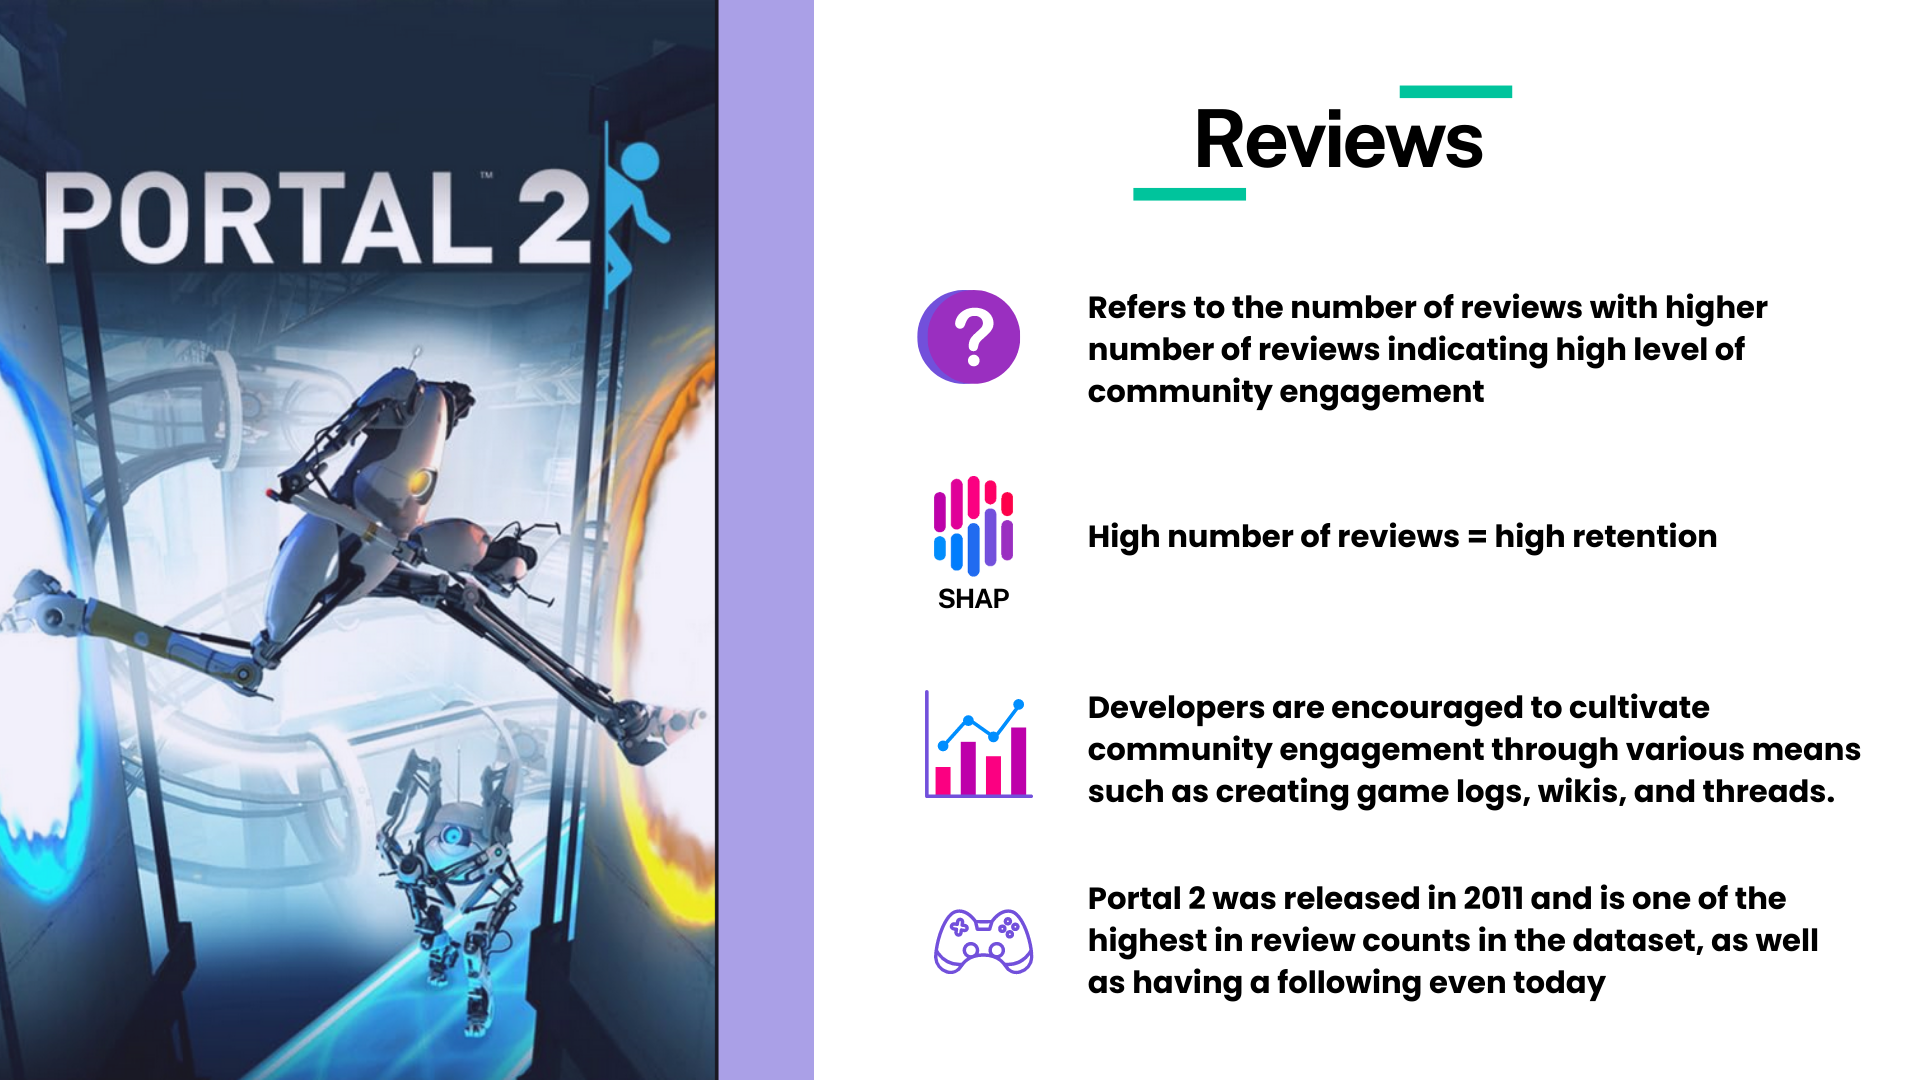 PORTAL 2
™
Reviews
Refers to the number of reviews with higher
number of reviews indicating high level of
community engagement
SHAP
High number of reviews = high retention
Developers are encouraged to cultivate
community engagement through various means
such as creating game logs, wikis, and threads.
Portal 2 was released in 2011 and is one of the
highest in review counts in the dataset, as well
as having a following even today